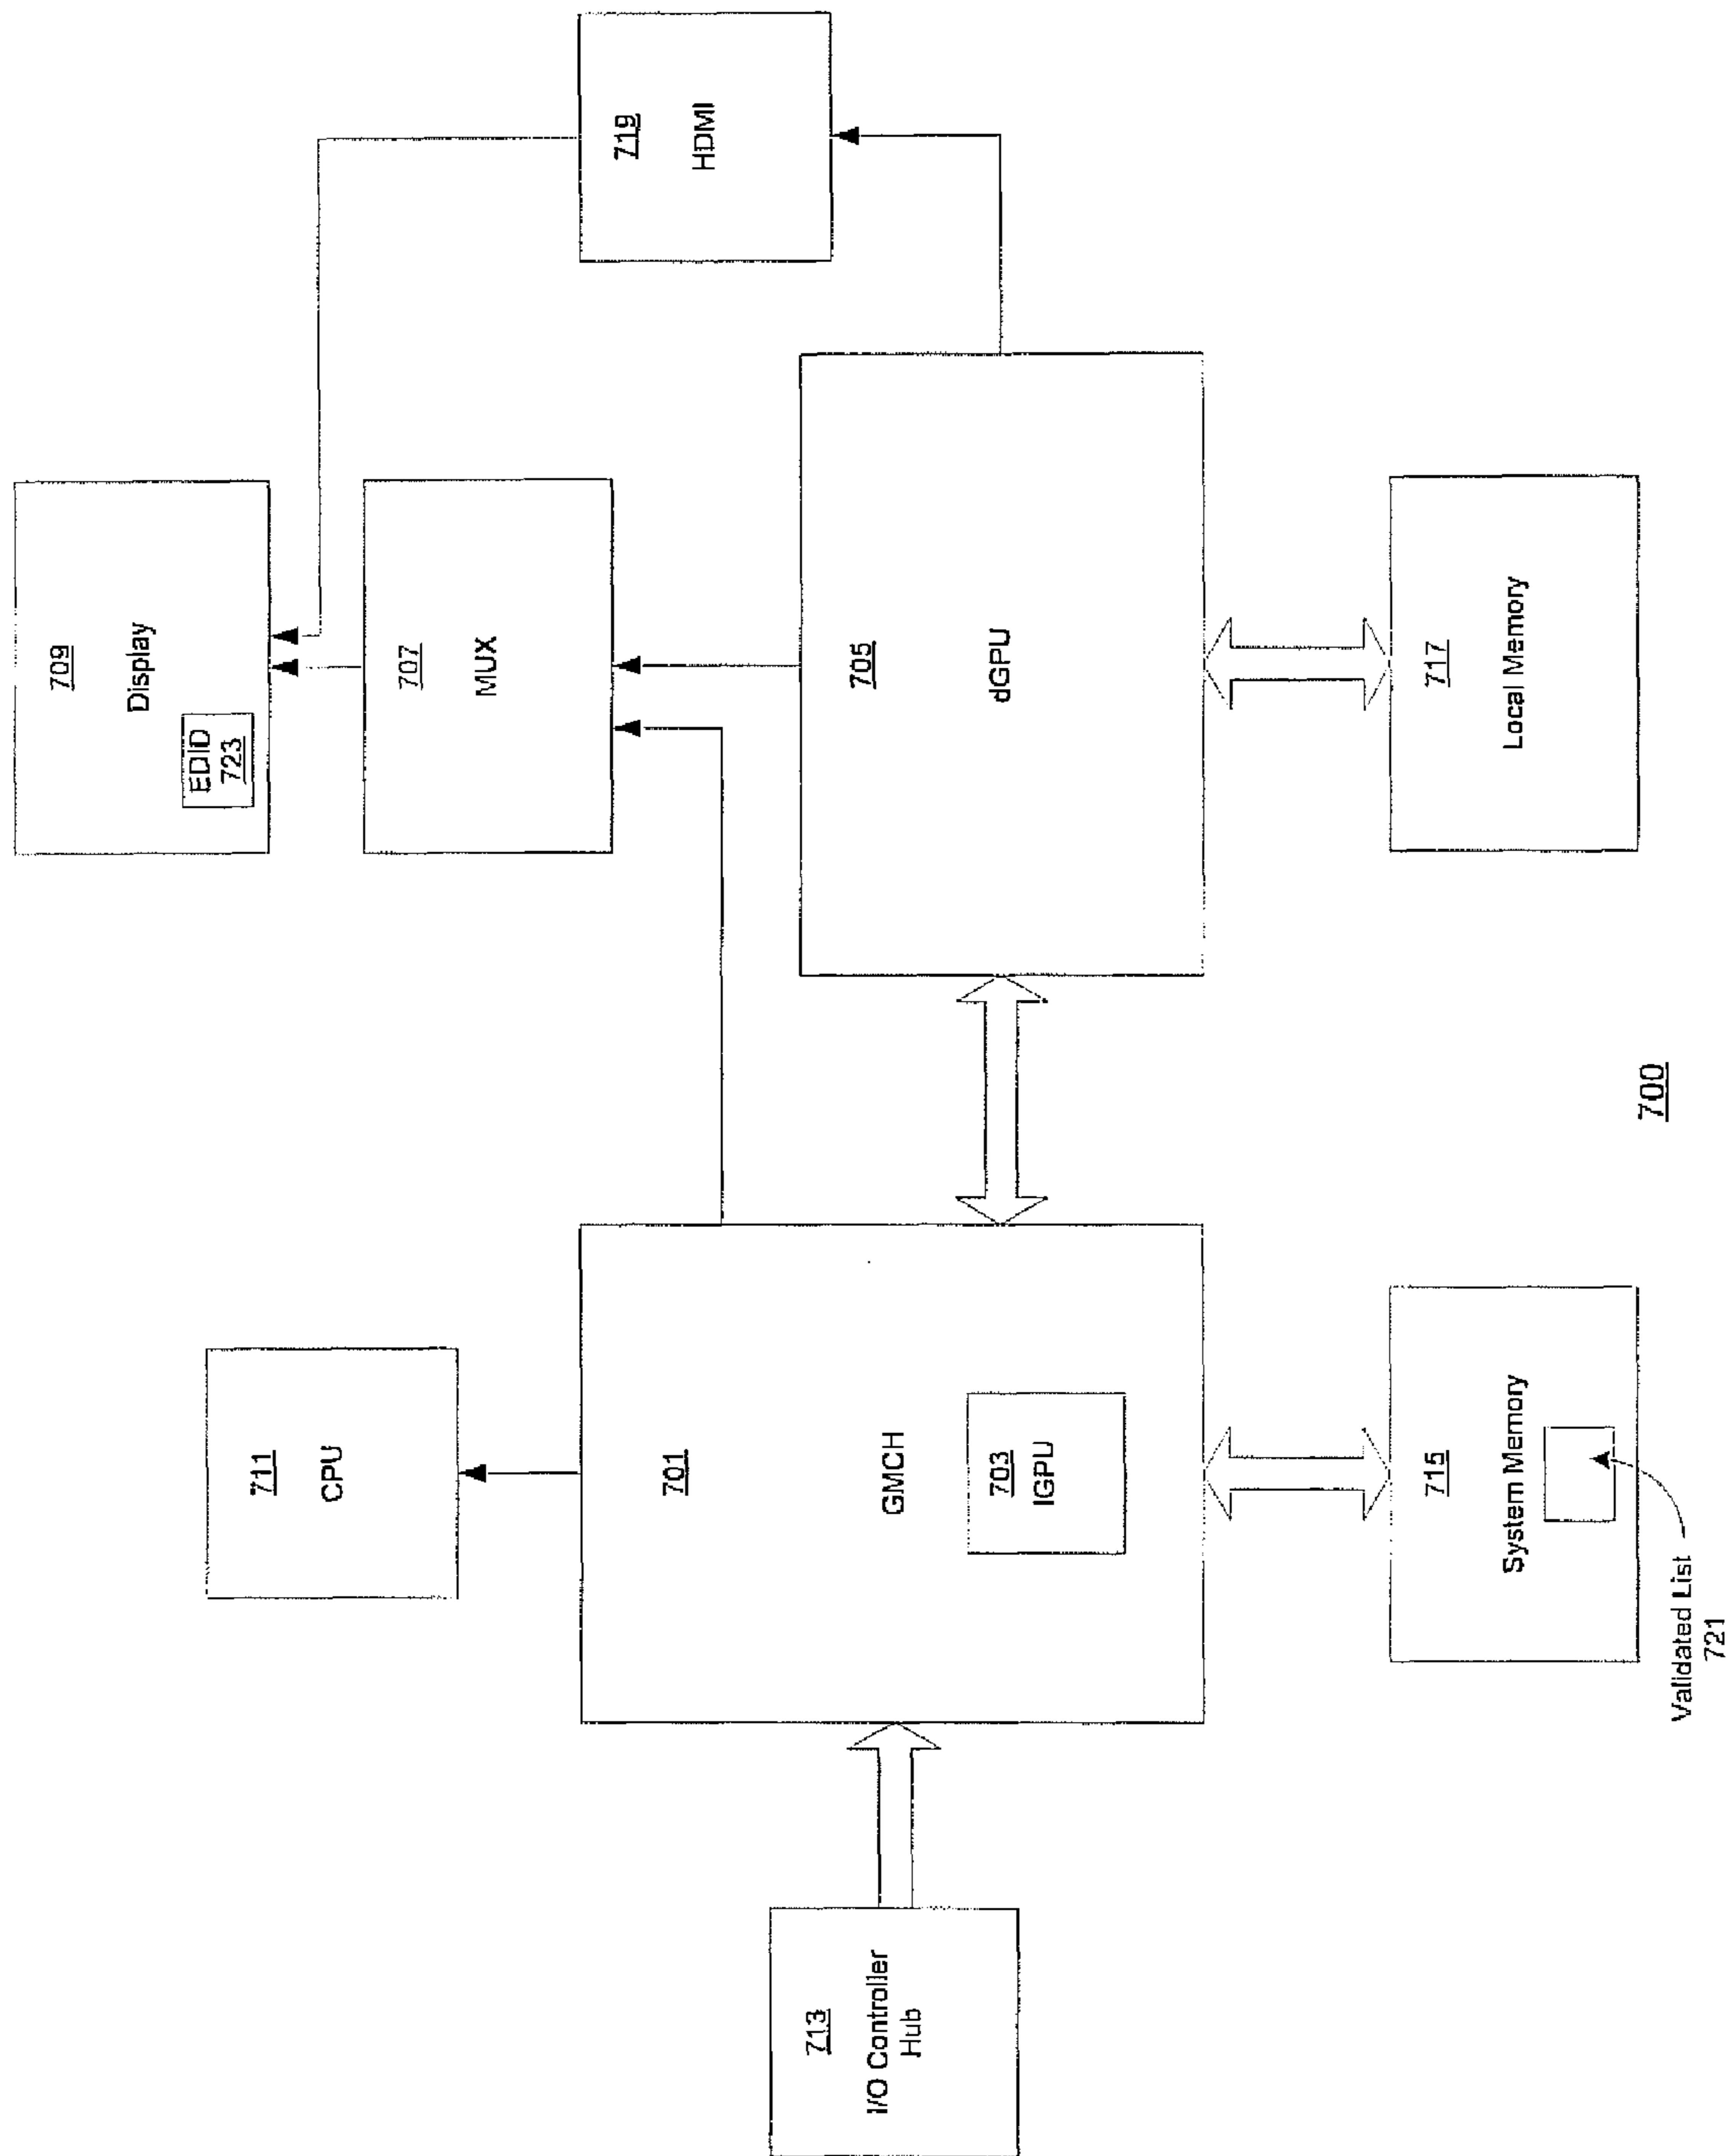 709
Display
EDID
723
711
CPU
707
MUX
701
GMCH
703
IGPU
719
HDMI
713
I/O Controller
Hub
705
dGPU
715
System Memory
717
Local Memory
Validated List
721
700